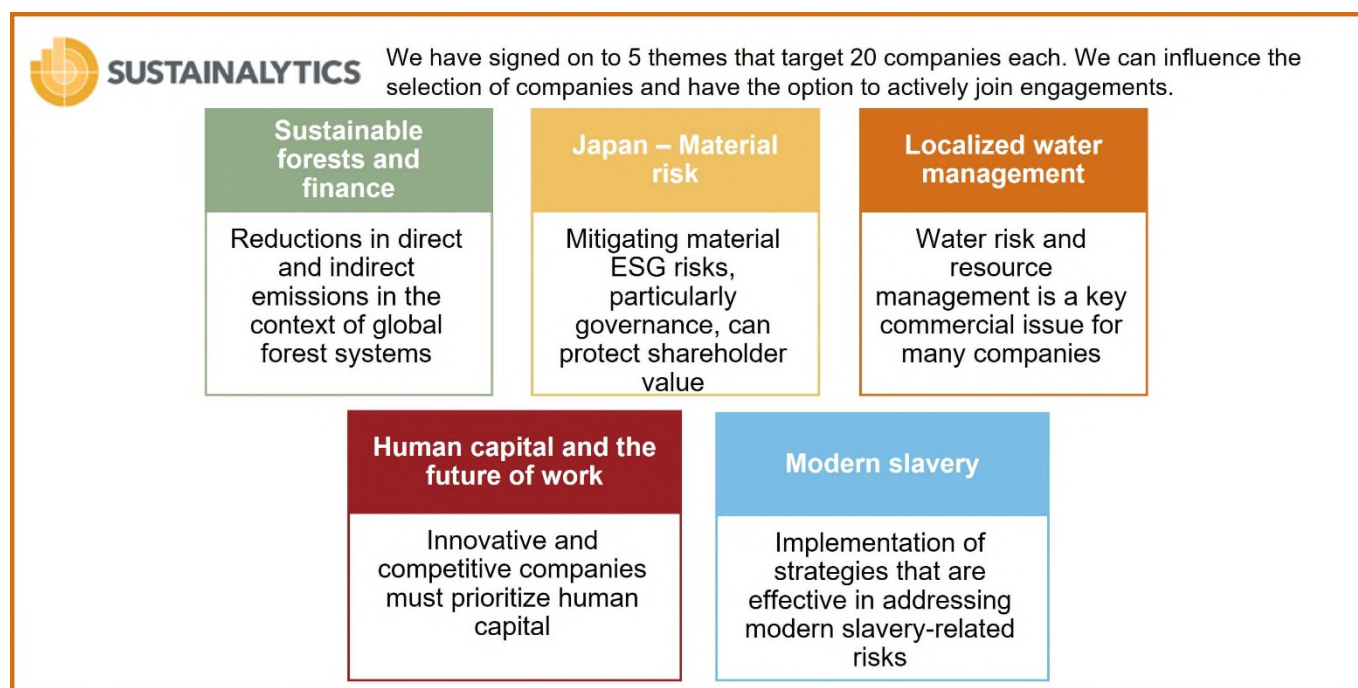 SUSTAINALYTICS
We have signed on to 5 themes that target 20 companies each. We can influence the
selection of companies and have the option to actively join engagements.
Sustainable
forests and
finance
Reductions in direct
and indirect
emissions in the
context of global
forest systems
Japan – Material
risk
Mitigating material
ESG risks,
particularly
governance, can
protect shareholder
value
Localized water
management
Water risk and
resource
management is a key
commercial issue for
many companies
Human capital and the
future of work
Innovative and
competitive companies
must prioritize human
capital
Modern slavery
Implementation of
strategies that are
effective in addressing
modern slavery-related
risks